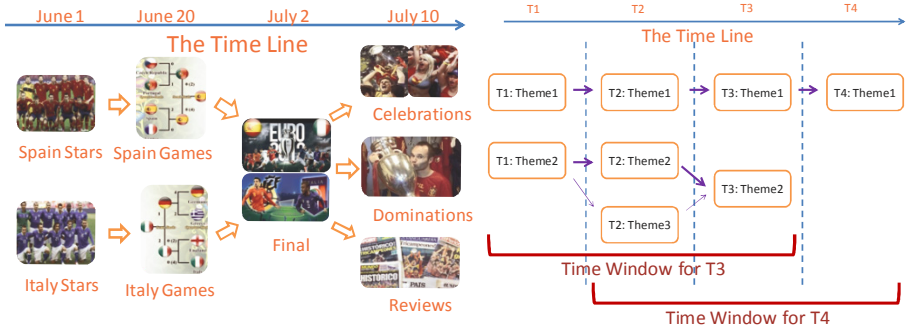 June 1
June 20
July 2
July 10
The Time Line
Spain Stars
Spain Games
Celebrations
EURO
Final
Dominations
Italy Stars
Italy Games
HISTÓRICO
Reviews
T1
T2
T3
T4
The Time Line
T1: Theme1
T2: Theme1
T3: Theme1
T4: Theme1
T1: Theme2
T2: Theme2
T3: Theme2
T2: Theme3
Time Window for T3
Time Window for T4